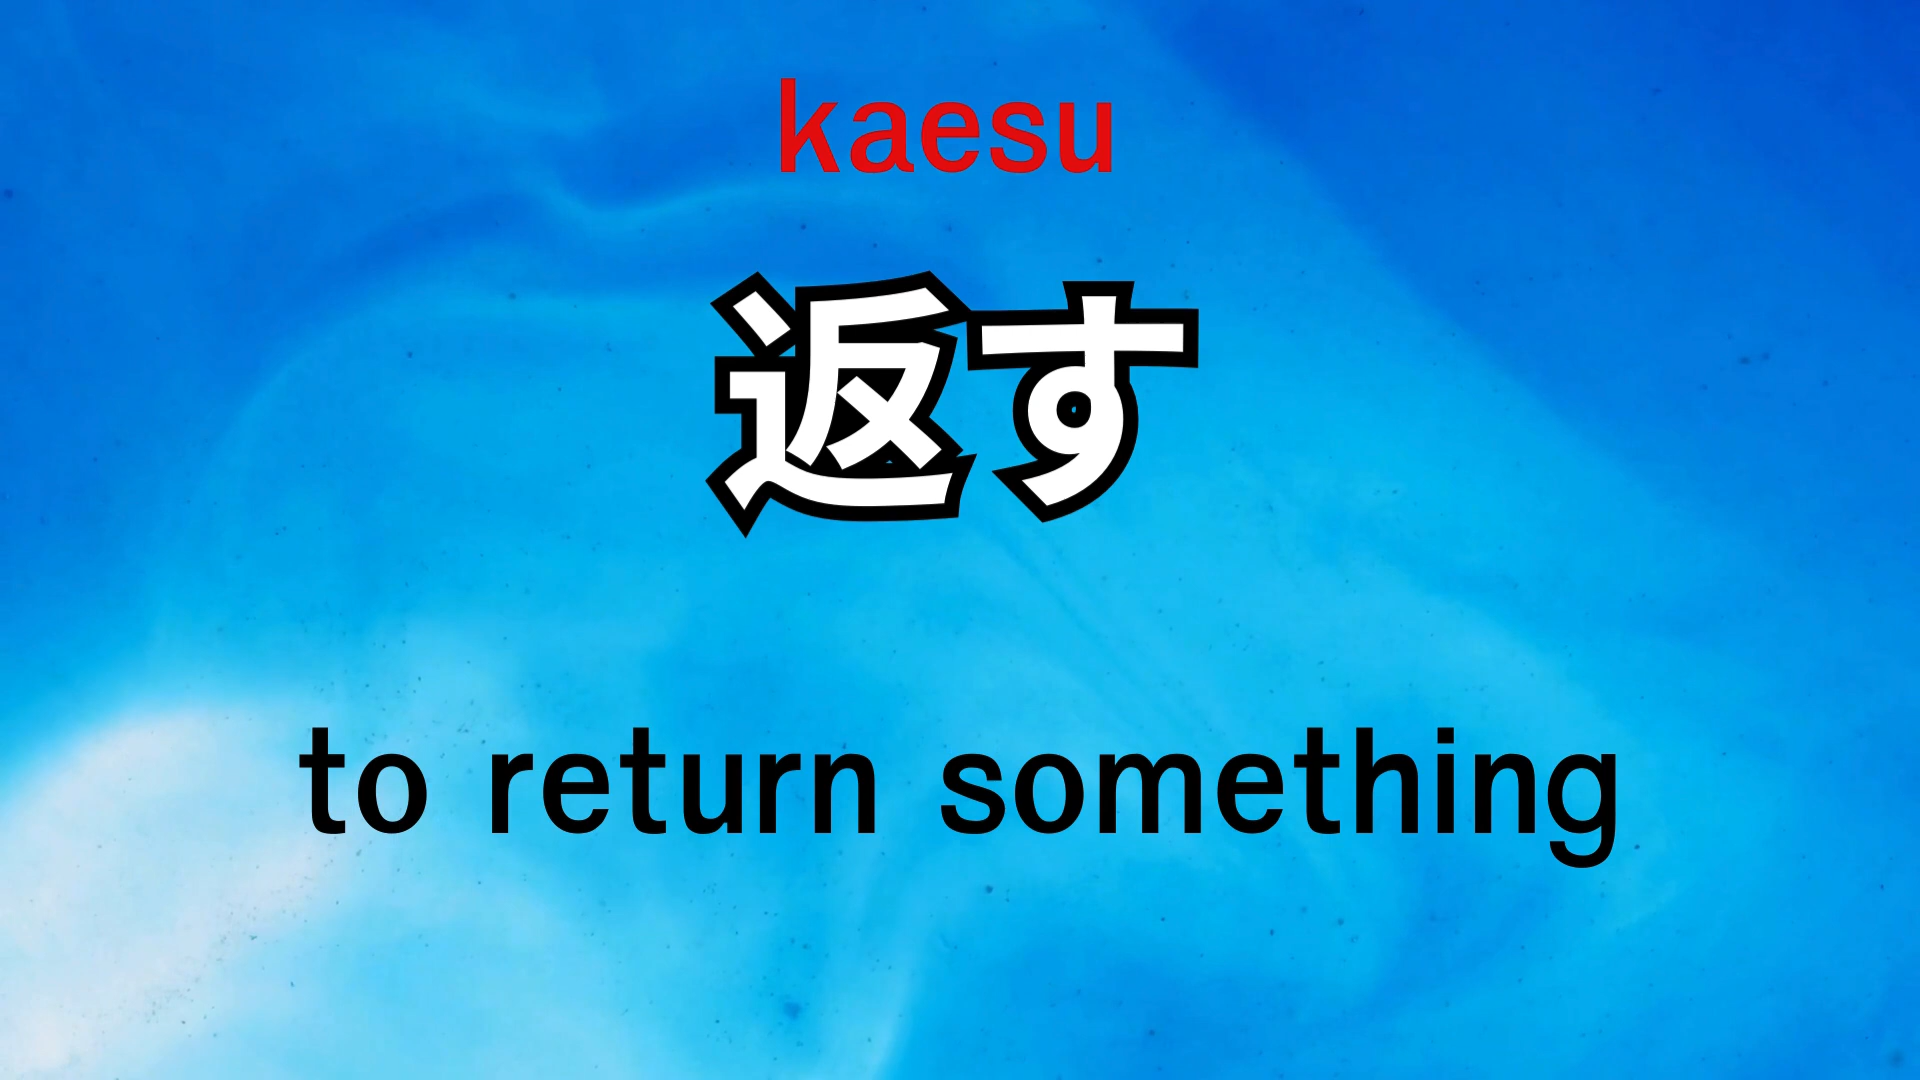 kaesu
返す
to return something